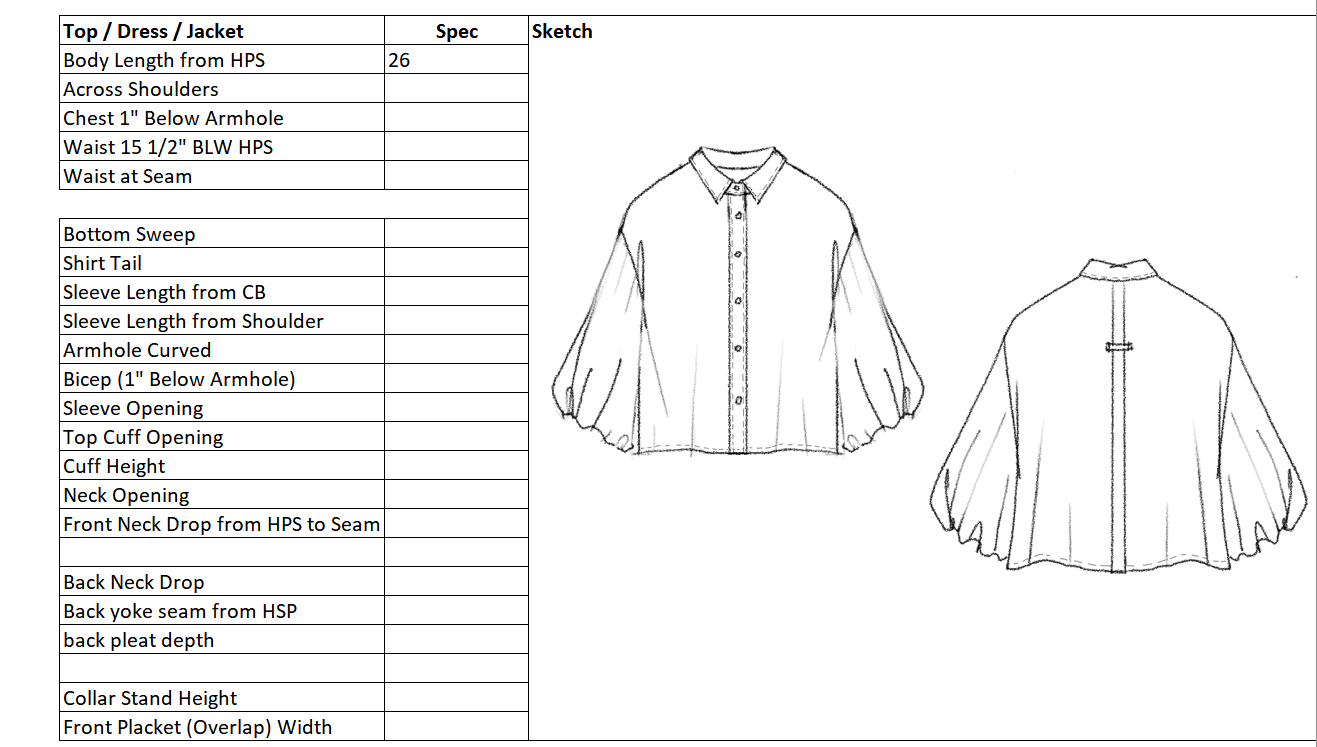 Top / Dress / Jacket Spec Sketch
Body Length from HPS 26
Across Shoulders
Chest 1" Below Armhole
Waist 15 1/2" BLW HPS
Waist at Seam
Bottom Sweep
Shirt Tail
Sleeve Length from CB
Sleeve Length from Shoulder
Armhole Curved
Bicep (1" Below Armhole)
Sleeve Opening
Top Cuff Opening
Cuff Height
Neck Opening
Front Neck Drop from HPS to Seam
Back Neck Drop
Back yoke seam from HSP
back pleat depth
Collar Stand Height
Front Placket (Overlap) Width